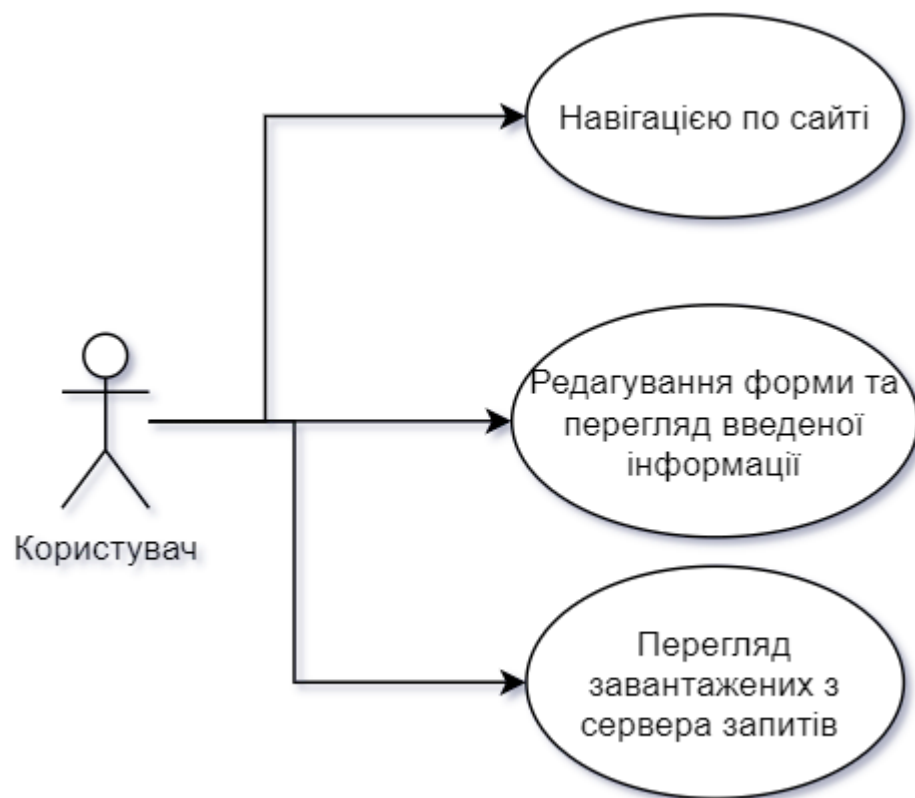 Навігацією по сайті
Редагування форми та
перегляд введеної
інформації
Користувач
Перегляд
завантажених з
сервера запитів